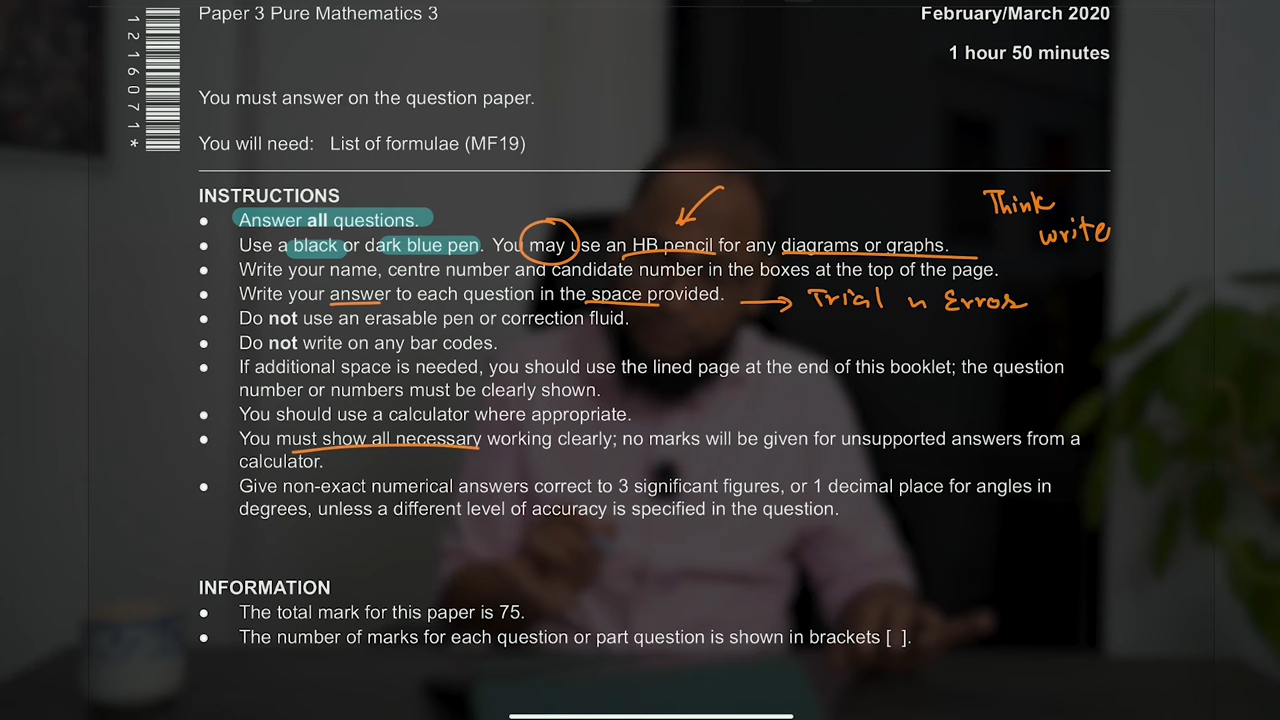 Paper 3 Pure Mathematics 3
February/March 2020
1 hour 50 minutes
1 2 1 6 0 7 1 *
You must answer on the question paper.
You will need: List of formulae (MF19)
INSTRUCTIONS
● Answer all questions.
Think
write
● Use a black or dark blue pen. You may use an HB pencil for any diagrams or graphs.
● Write your name, centre number and candidate number in the boxes at the top of the page.
● Write your answer to each question in the space provided. → Trial n Error
● Do not use an erasable pen or correction fluid.
● Do not write on any bar codes.
● If additional space is needed, you should use the lined page at the end of this booklet; the question
number or numbers must be clearly shown.
● You should use a calculator where appropriate.
● You must show all necessary working clearly; no marks will be given for unsupported answers from a
calculator.
● Give non-exact numerical answers correct to 3 significant figures, or 1 decimal place for angles in
degrees, unless a different level of accuracy is specified in the question.
INFORMATION
● The total mark for this paper is 75.
● The number of marks for each question or part question is shown in brackets [ ].